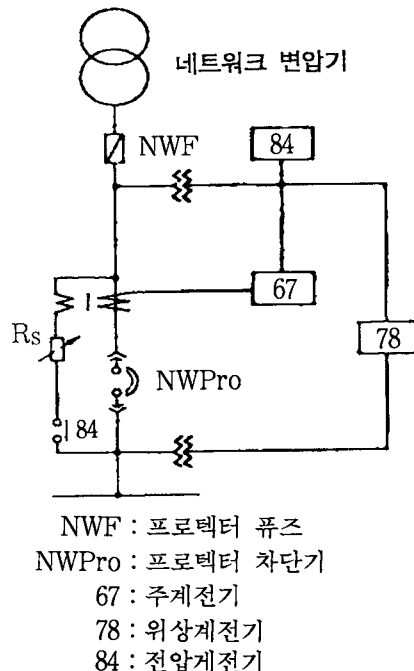 네트워크 변압기
NWF
84
67
78
Rs
NWPro
84
NWF : 프로텍터 퓨즈
NWPro : 프로텍터 차단기
67 : 주계전기
78 : 위상계전기
84 : 전압계전기